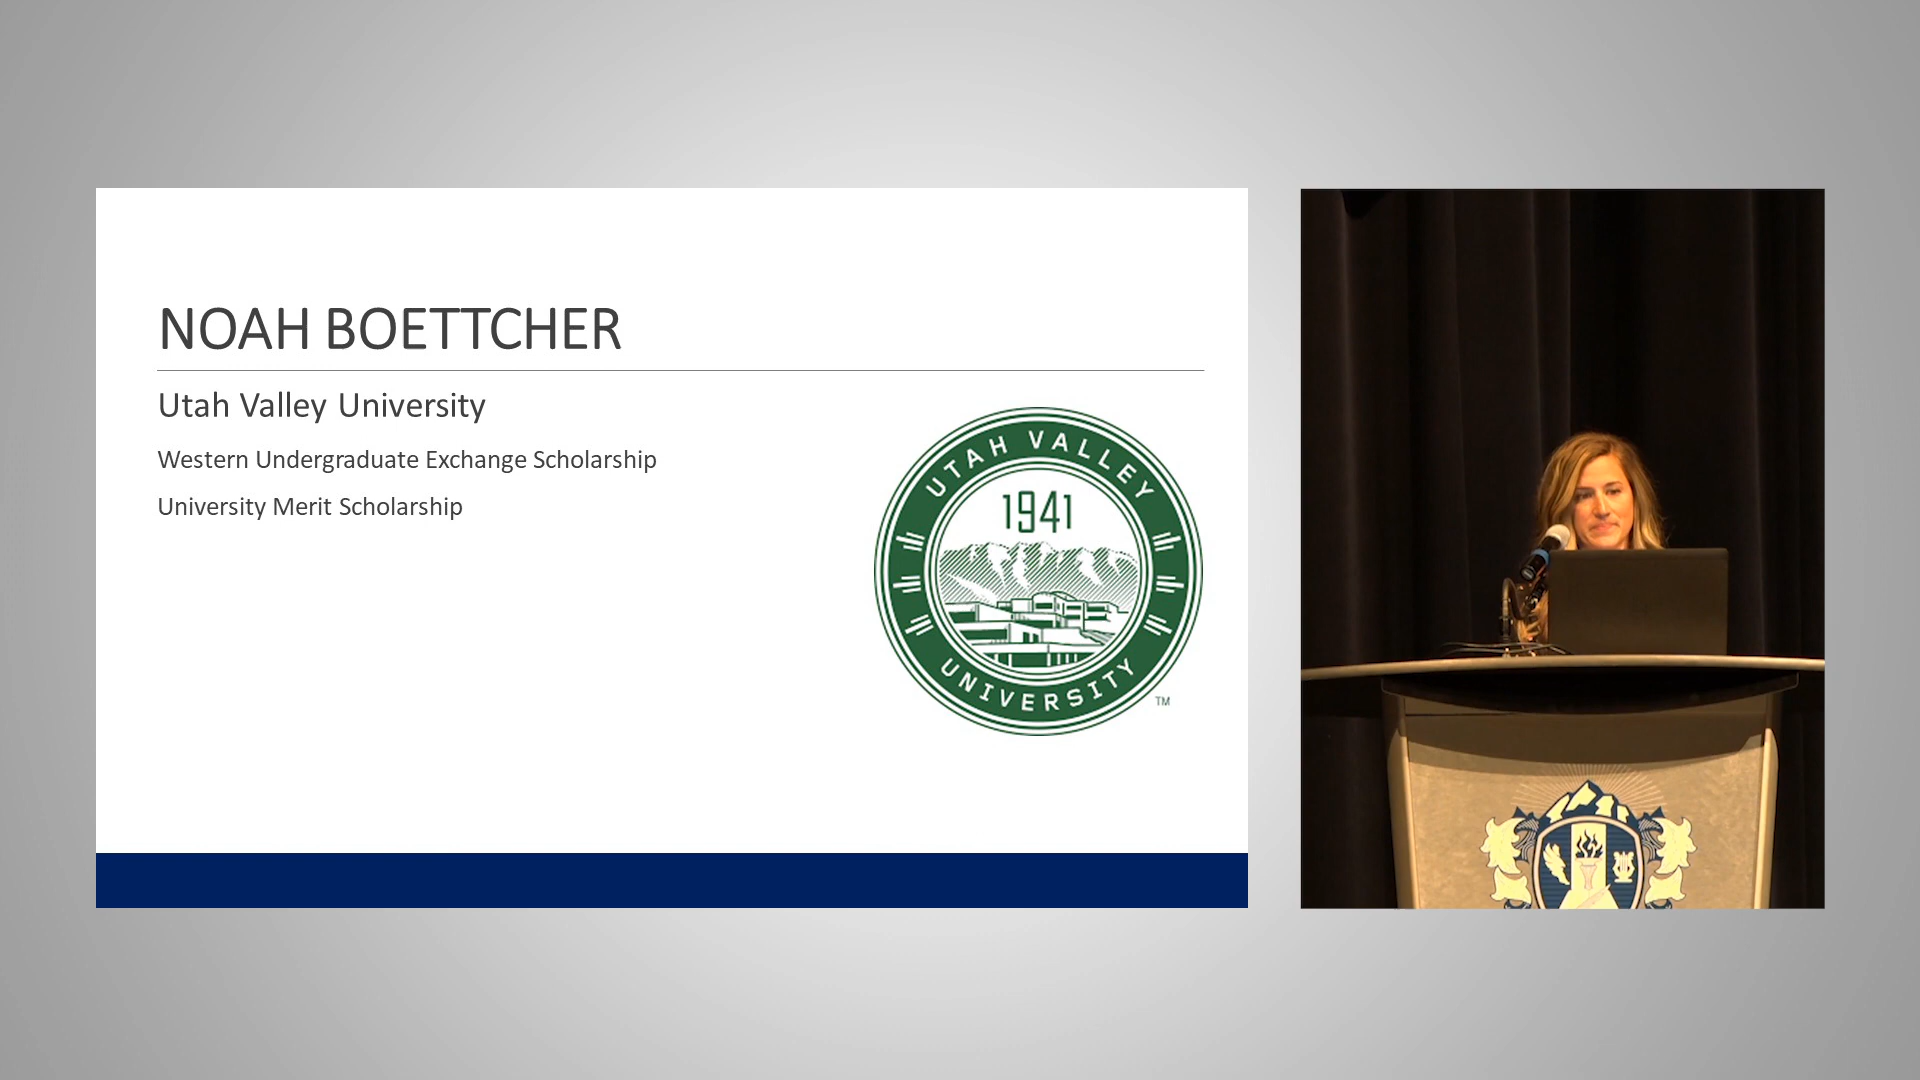 NOAH BOETTCHER
Utah Valley University
Western Undergraduate Exchange Scholarship
University Merit Scholarship
UTAH VALLEY
1941
UNIVERSITY
TM